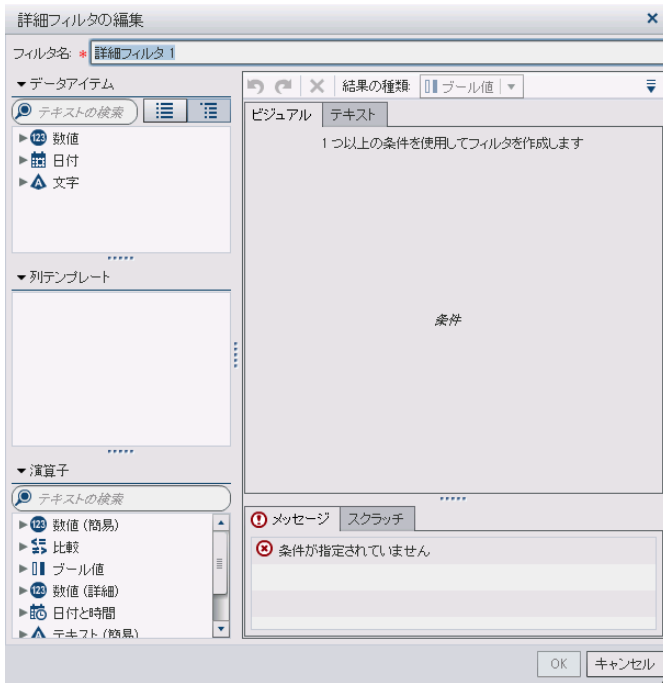 詳細フィルタの編集
フィルタ名: * 詳細フィルタ 1
データアイテム
テキストの検索
数値
日付
文字
列テンプレート
演算子
テキストの検索
数値 (簡易)
比較
ブール値
数値 (詳細)
日付と時間
テキスト (簡易)
結果の種類: ブール値
ビジュアル テキスト
1 つ以上の条件を使用してフィルタを作成します
条件
メッセージ スクラッチ
条件が指定されていません
OK キャンセル